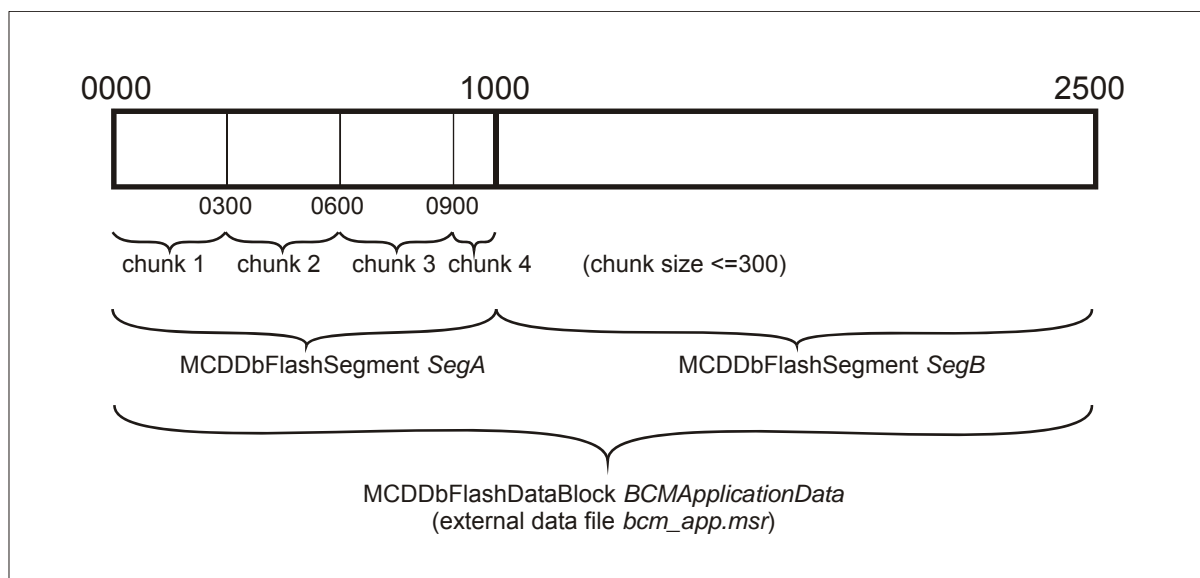 0000 1000 2500
0300 0600 0900
chunk 1 chunk 2 chunk 3 chunk 4 (chunk size <=300)
MCDDbFlashSegment SegA MCDDbFlashSegment SegB
MCDDbFlashDataBlock BCMApplicationData
(external data file bcm_app.msr)